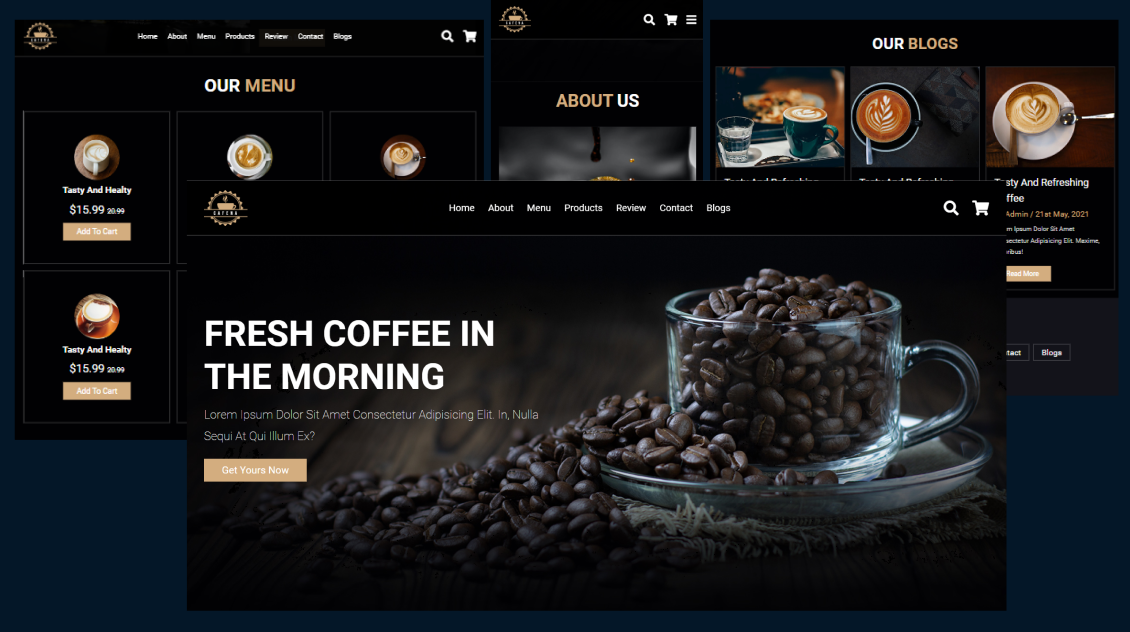 Home About Menu Products Review Contact Blogs
OUR MENU
Tasty And Healty
$15.99 20.99
Add To Cart
Tasty And Healty
$15.99 20.99
Add To Cart
ABOUT US
OUR BLOGS
Tasty And Refreshing
Tasty And Refreshing
Tasty And Refreshing
ffee
Admin / 21st May, 2021
m Ipsum Dolor Sit Amet
sectetur Adipisicing Elit. Maxime,
ribus!
Read More
tact
Blogs
Home About Menu Products Review Contact Blogs
FRESH COFFEE IN
THE MORNING
Lorem Ipsum Dolor Sit Amet Consectetur Adipisicing Elit. In, Nulla
Sequi At Qui Illum Ex?
Get Yours Now